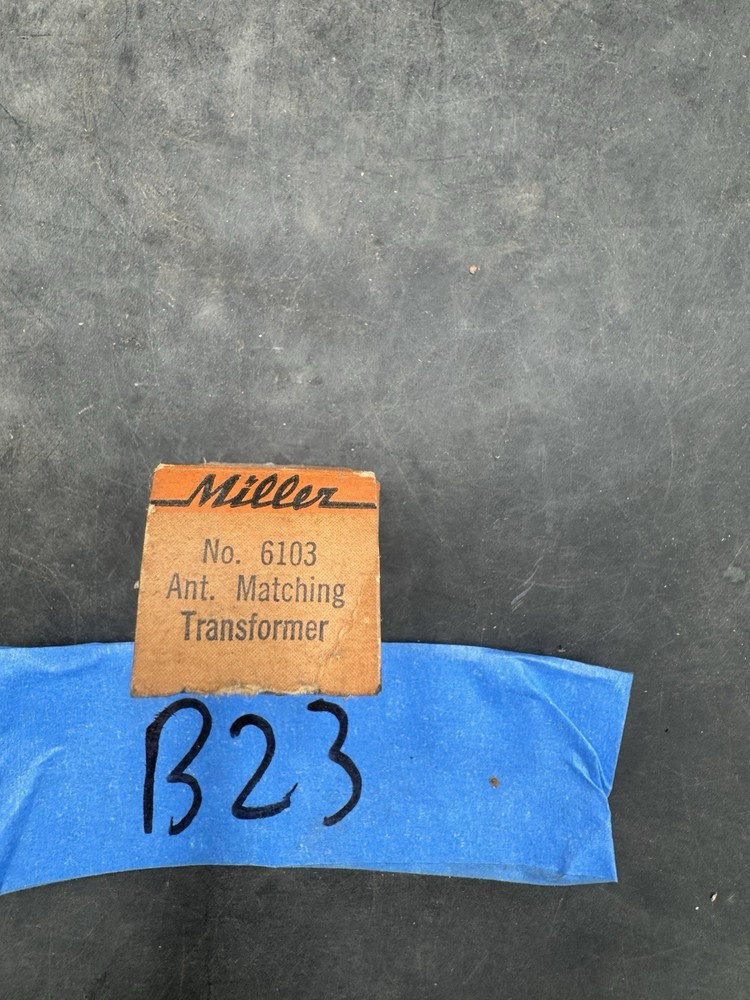 Miller
No. 6103
Ant. Matching
Transformer
B23